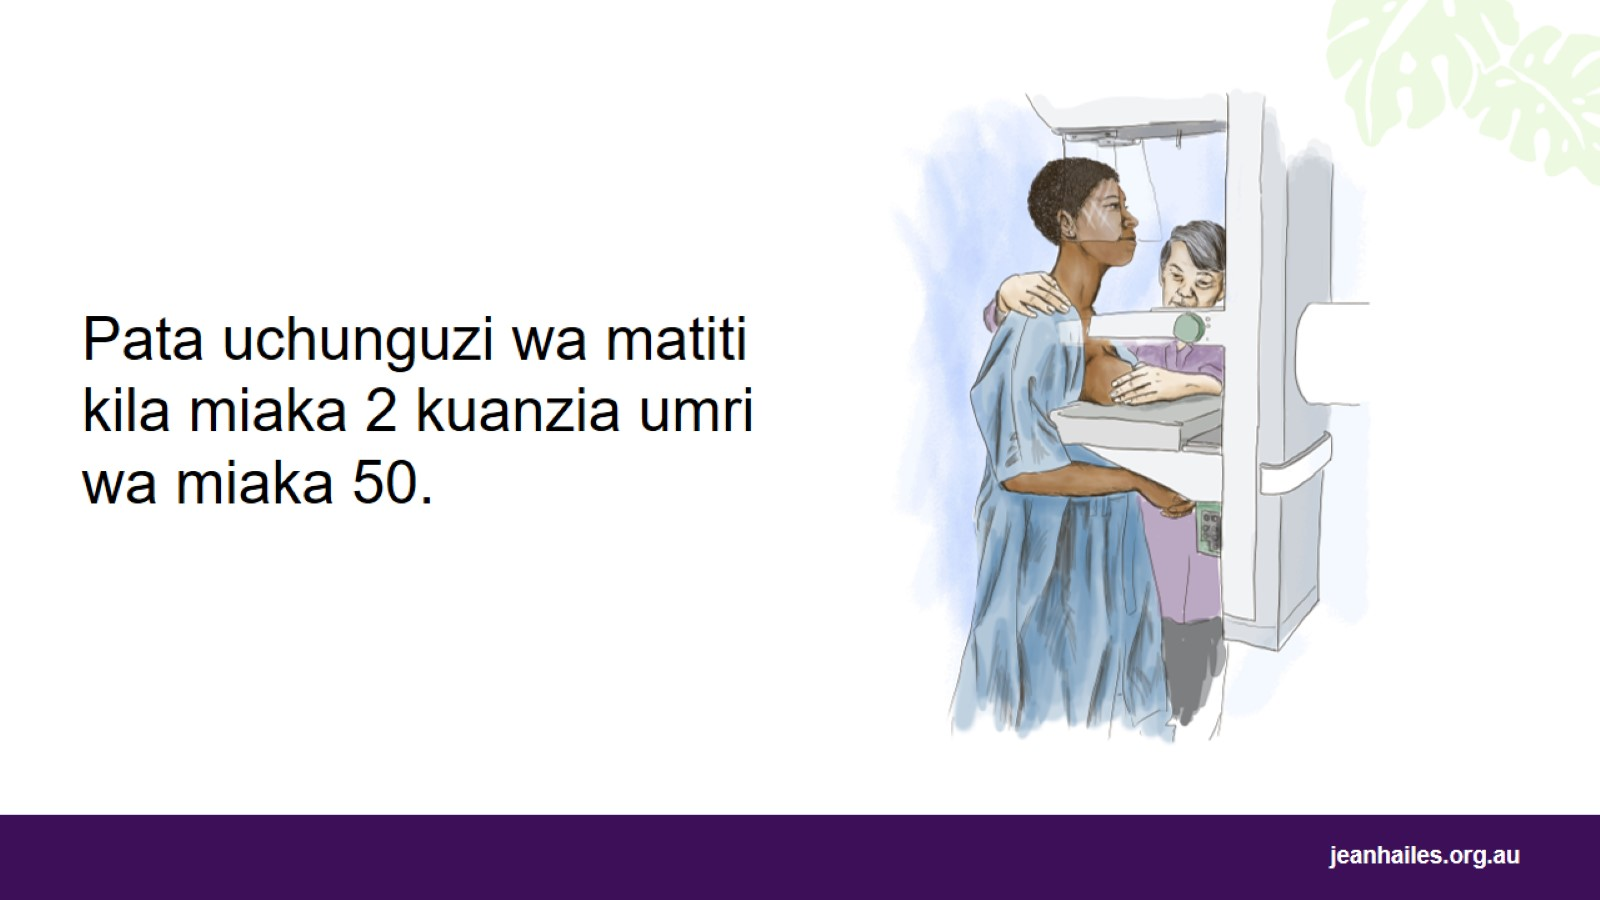 Pata uchunguzi wa matiti
kila miaka 2 kuanzia umri
wa miaka 50.
jeanhailes.org.au